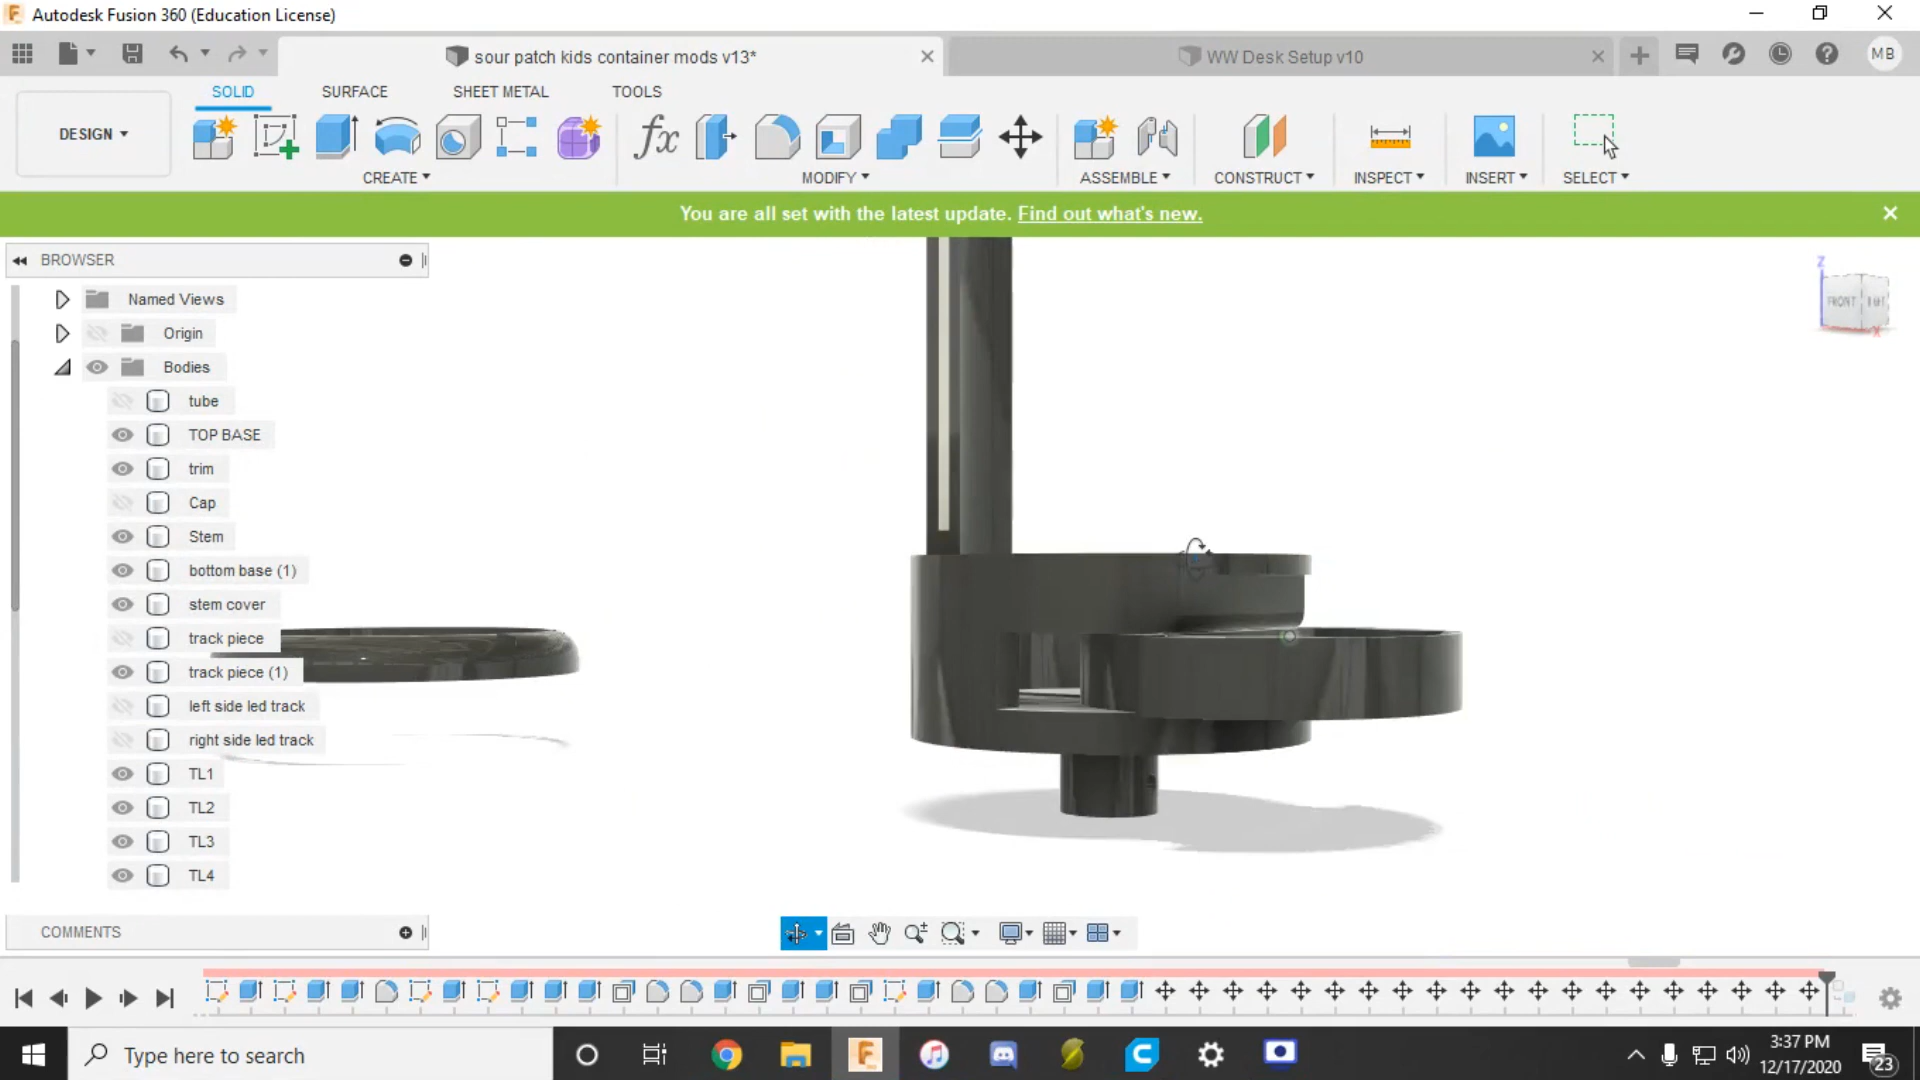 Autodesk Fusion 360 (Education License)
sour patch kids container mods v13*
WW Desk Setup v10
MB
SOLID
SURFACE
SHEET METAL
TOOLS
DESIGN
CREATE
MODIFY
ASSEMBLE
CONSTRUCT
INSPECT
INSERT
SELECT
You are all set with the latest update. Find out what's new.
BROWSER
Z
FRONT
X
Named Views
Origin
Bodies
tube
TOP BASE
trim
Cap
Stem
bottom base (1)
stem cover
track piece
track piece (1)
left side led track
right side led track
TL1
TL2
TL3
TL4
COMMENTS
Type here to search
3:37 PM
12/17/2020
23